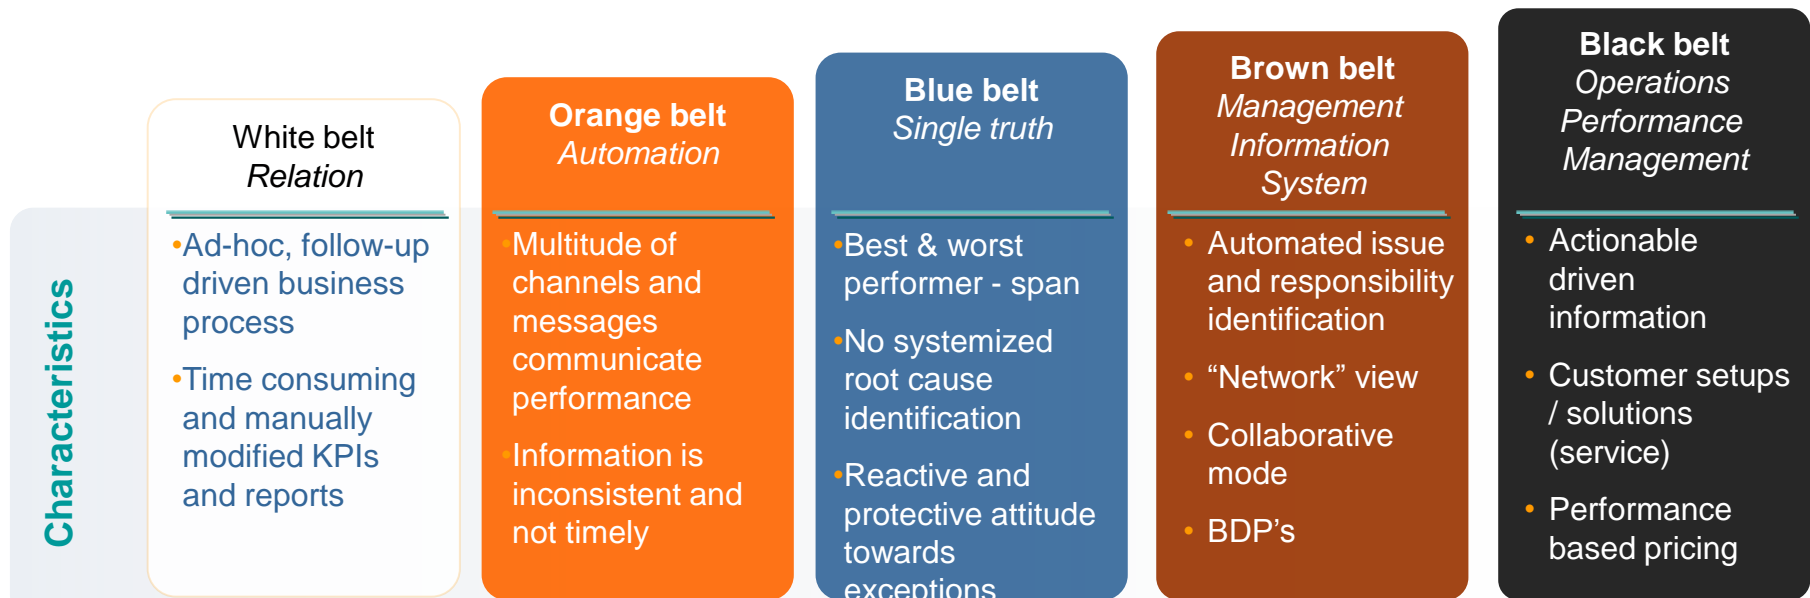 Characteristics
White belt
Relation
•Ad-hoc, follow-up
driven business
process
•Time consuming
and manually
modified KPIs
and reports
Orange belt
Automation
•Multitude of
channels and
messages
communicate
performance
•Information is
inconsistent and
not timely
Blue belt
Single truth
•Best & worst
performer - span
•No systemized
root cause
identification
•Reactive and
protective attitude
towards
exceptions
Brown belt
Management
Information
System
• Automated issue
and responsibility
identification
• “Network” view
• Collaborative
mode
• BDP’s
Black belt
Operations
Performance
Management
• Actionable
driven
information
• Customer setups
/ solutions
(service)
• Performance
based pricing